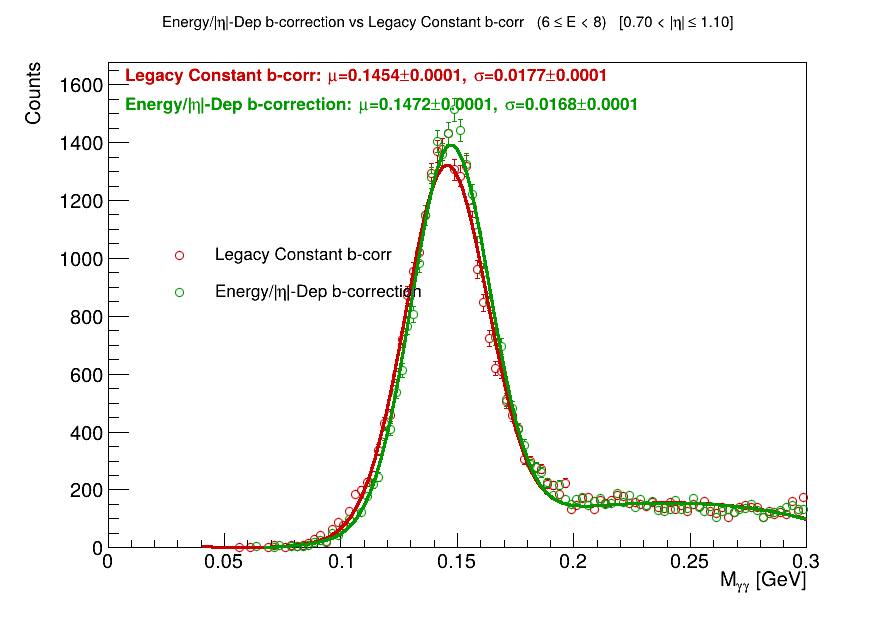 Energy/|η|-Dep b-correction vs Legacy Constant b-corr (6 ≤ E < 8) [0.70 < |η| ≤ 1.10]
Counts
Legacy Constant b-corr: μ=0.1454±0.0001, σ=0.0177±0.0001
Energy/|η|-Dep b-correction: μ=0.1472±0.0001, σ=0.0168±0.0001
1600
1400
1200
1000
800
600
400
200
0
Legacy Constant b-corr
Energy/|η|-Dep b-correction
0 0.05 0.1 0.15 0.2 0.25 0.3
Mγγ [GeV]